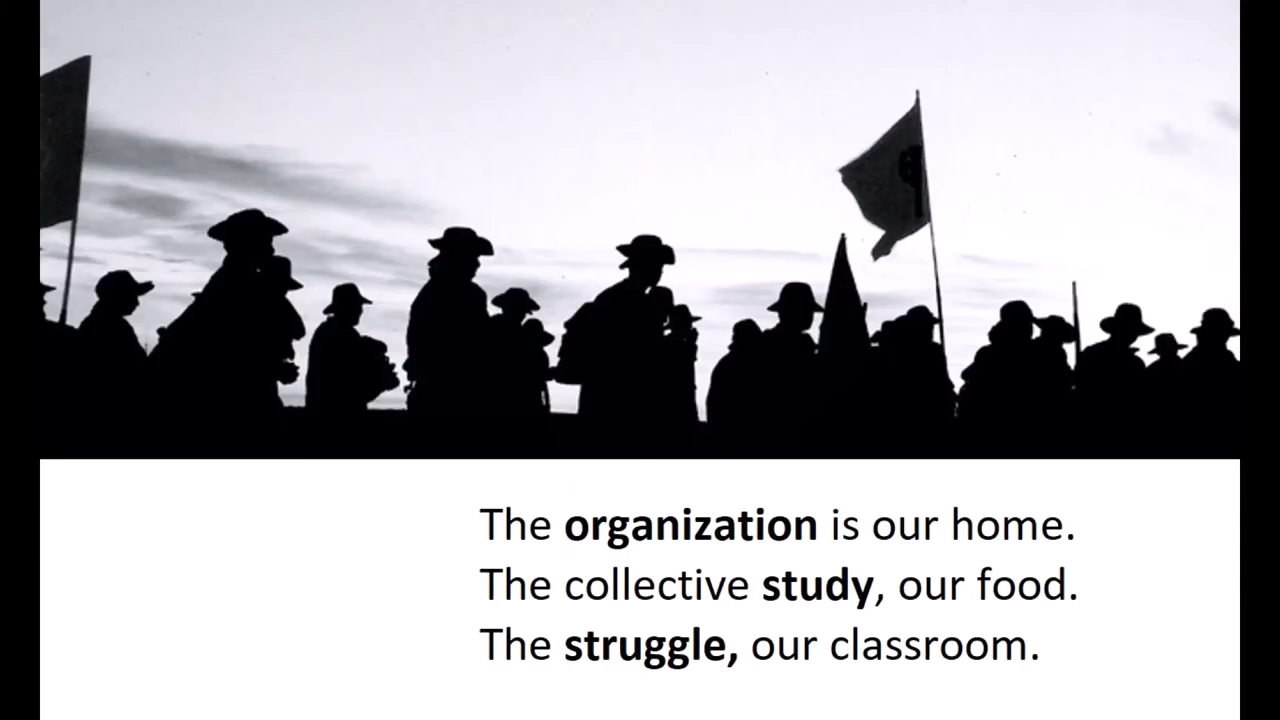 The organization is our home.
The collective study, our food.
The struggle, our classroom.